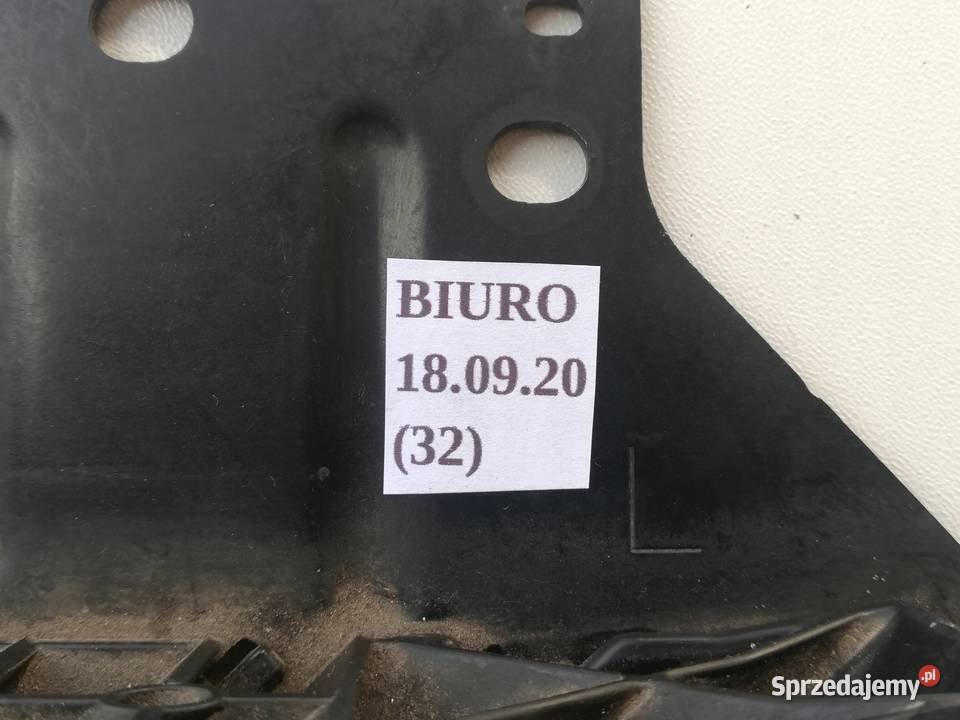 BIURO
18.09.20
(32)
L
Sprzedajemy.pl